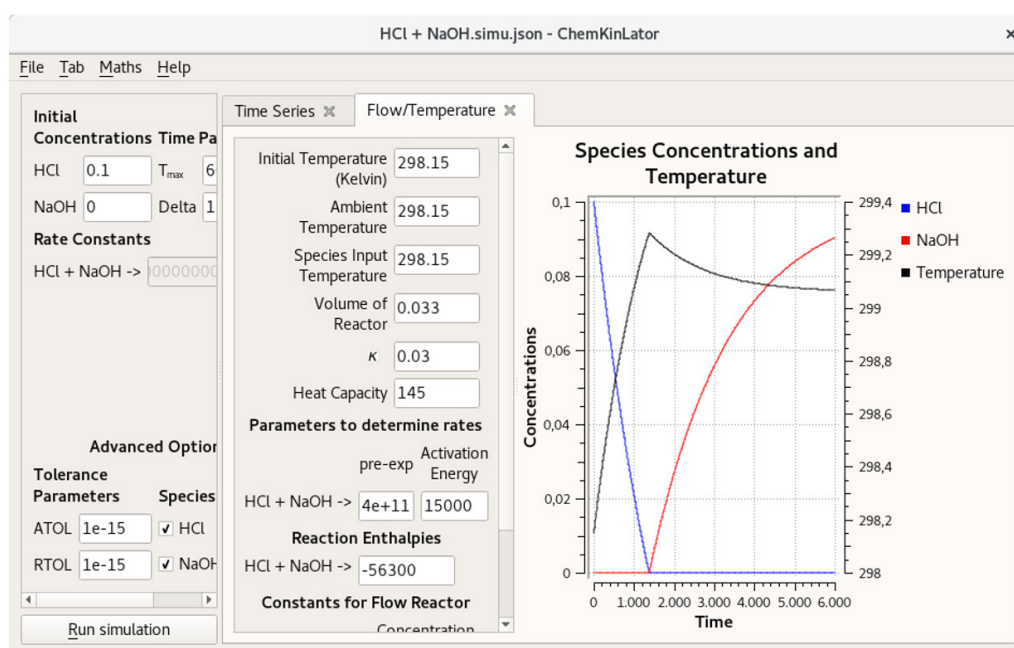 HCl + NaOH.simu.json - ChemKinLator
File Tab Maths Help
Initial
Concentrations Time Pa
HCl 0.1 Tmax 6
NaOH 0 Delta 1
Rate Constants
HCl + NaOH -> 00000000
Advanced Option
Tolerance
Parameters Species
ATOL 1e-15 HCl
RTOL 1e-15 NaOH
Run simulation
Time Series Flow/Temperature
Initial Temperature
(Kelvin) 298.15
Ambient
Temperature 298.15
Species Input
Temperature 298.15
Volume of
Reactor 0.033
κ 0.03
Heat Capacity 145
Parameters to determine rates
pre-exp Activation
Energy
HCl + NaOH -> 4e+11 15000
Reaction Enthalpies
HCl + NaOH -> -56300
Constants for Flow Reactor
Concentration
Species Concentrations and
Temperature
Concentrations
0,1
0,08
0,06
0,04
0,02
0
299,4
299,2
299
298,8
298,6
298,4
298,2
298
0 1.000 2.000 3.000 4.000 5.000 6.000
Time
HCl
NaOH
Temperature